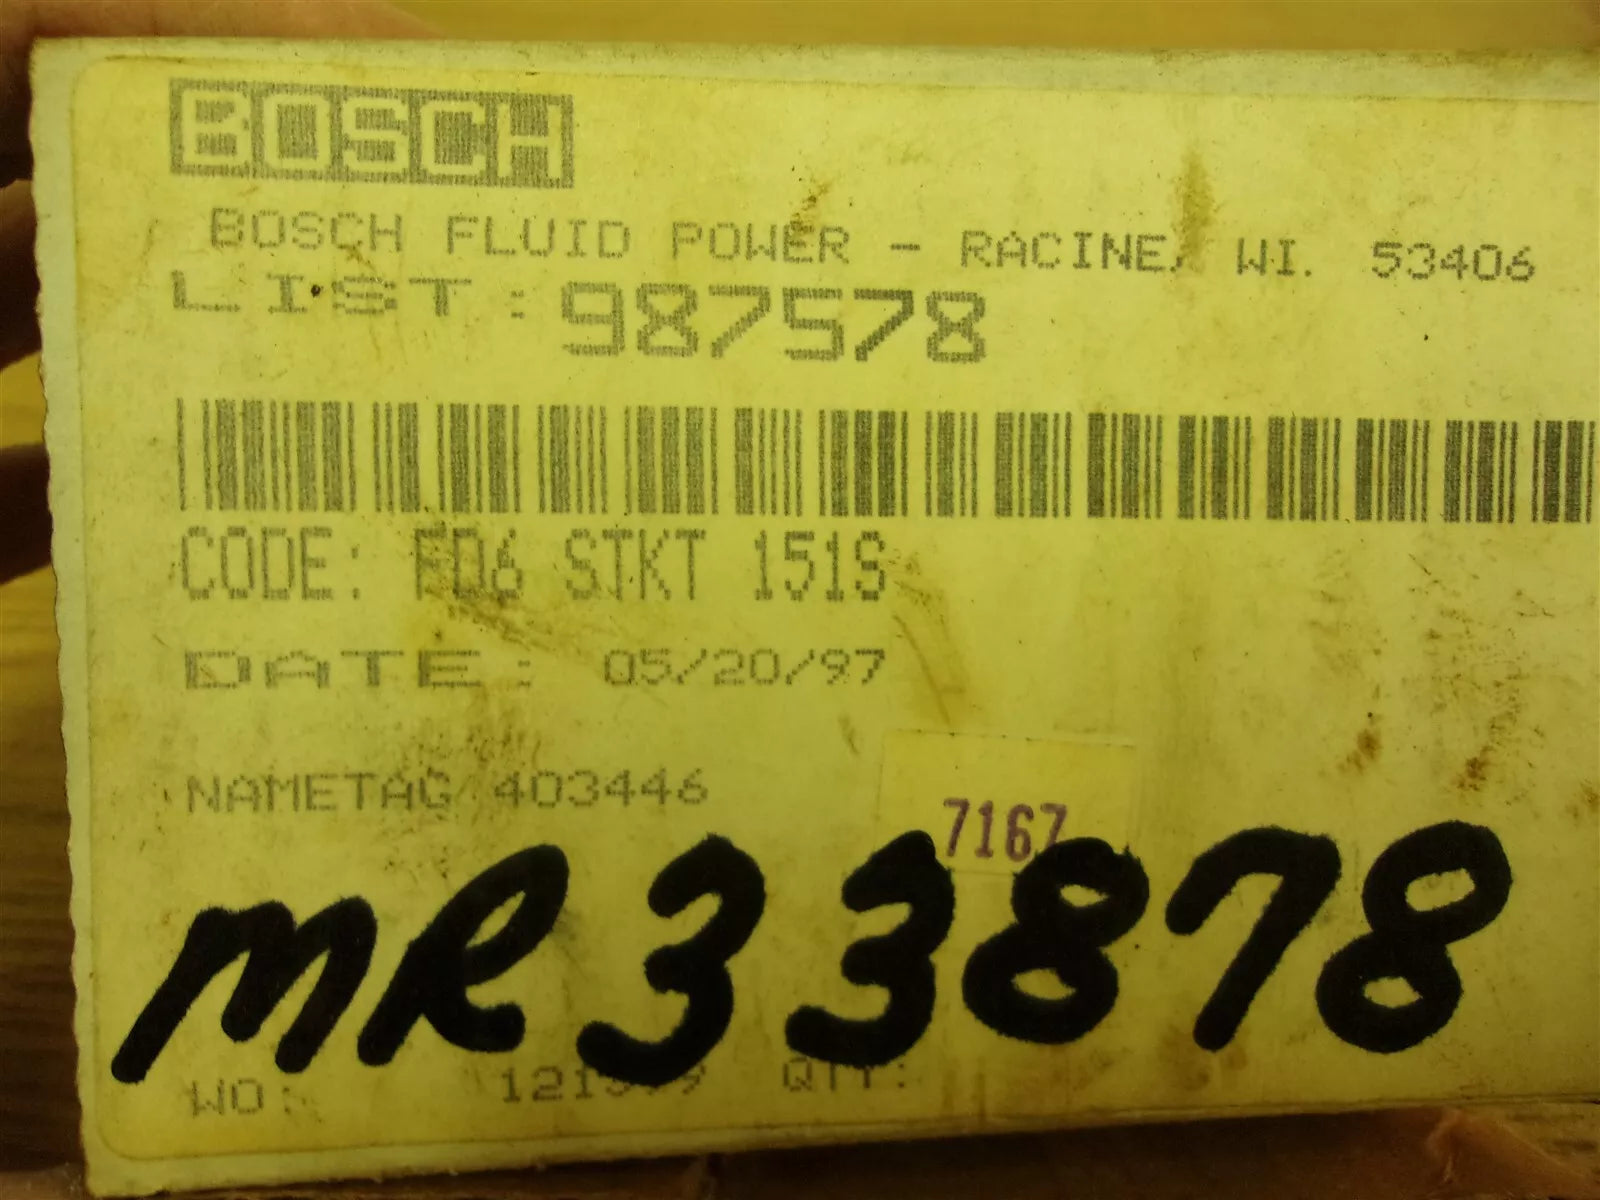 BOSCH
BOSCH FLUID POWER - RACINE, WI. 53406
LIST: 987578
CODE: FD6 STKT 151S
DATE: 05/20/97
NAMETAG 403446
7167
MR33878
WO: QTY: